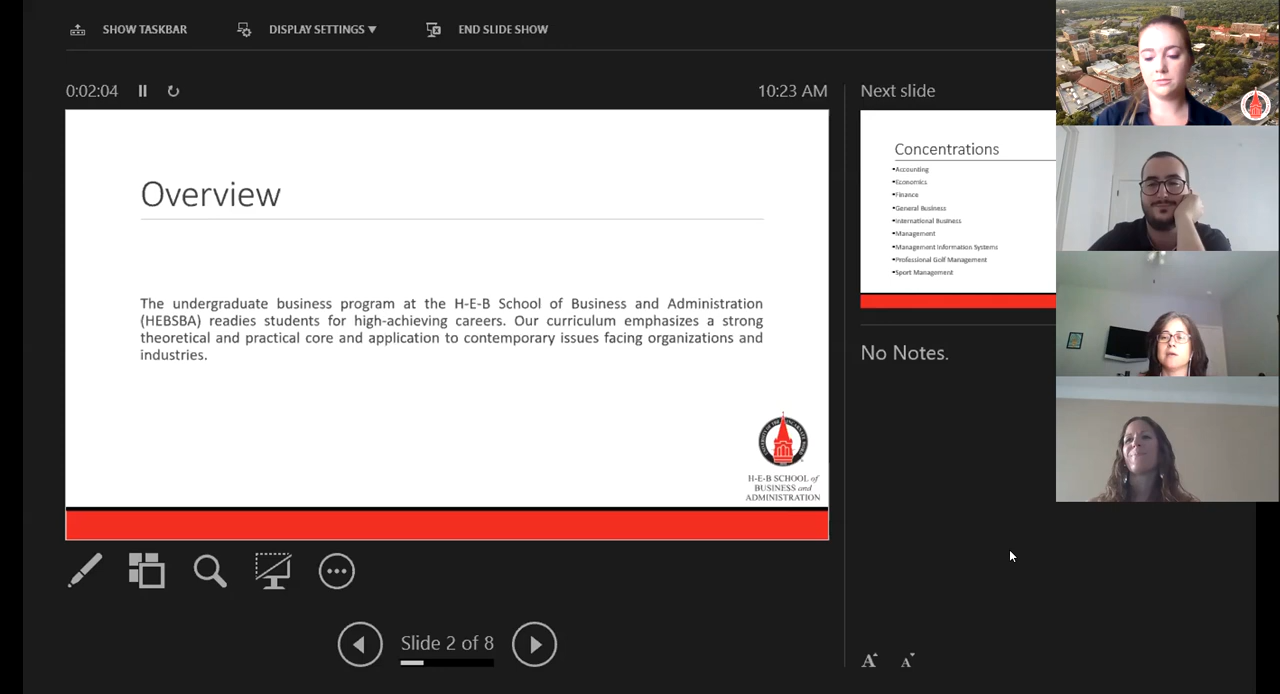 SHOW TASKBAR
DISPLAY SETTINGS ▼
END SLIDE SHOW
0:02:04
10:23 AM
Overview
The undergraduate business program at the H-E-B School of Business and Administration
(HEBSBA) readies students for high-achieving careers. Our curriculum emphasizes a strong
theoretical and practical core and application to contemporary issues facing organizations and
industries.
H-E-B SCHOOL of
BUSINESS and
ADMINISTRATION
Slide 2 of 8
Next slide
Concentrations
▪Accounting
▪Economics
▪Finance
▪General Business
▪International Business
▪Management
▪Management Information Systems
▪Professional Golf Management
▪Sport Management
No Notes.
A
A